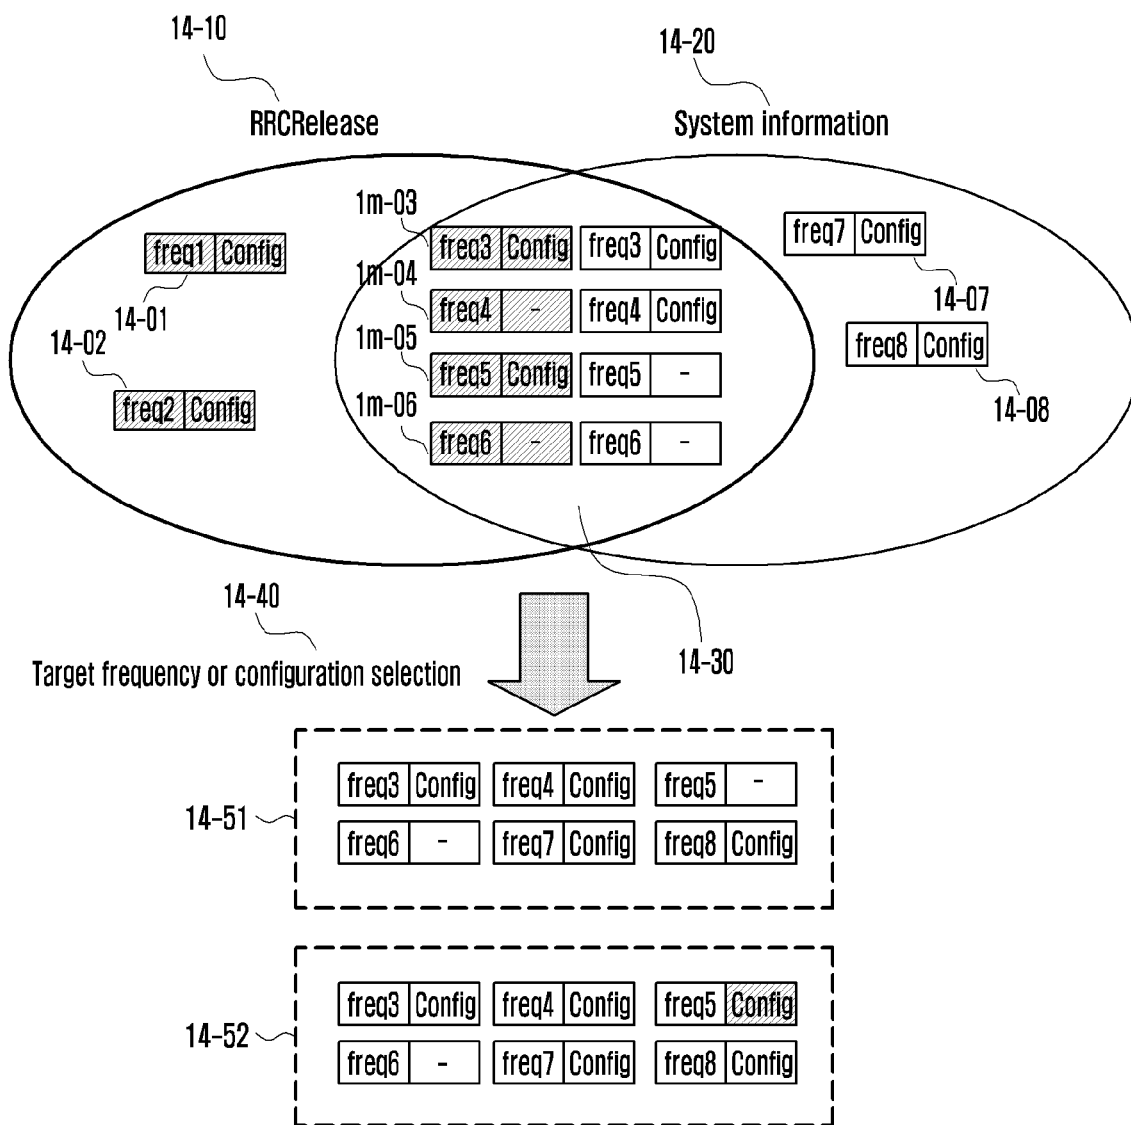 14-10
14-20
RRCRelease
System information
1m-03
freq3 Config freq3 Config
freq7 Config
freq1 Config
1m-04
14-07
freq4 - freq4 Config
14-01
1m-05
14-02
freq8 Config
freq5 Config freq5 -
freq2 Config
1m-06
14-08
freq6 - freq6 -
14-40
14-30
Target frequency or configuration selection
freq3 Config freq4 Config freq5 -
14-51
freq6 - freq7 Config freq8 Config
freq3 Config freq4 Config freq5 Config
14-52
freq6 - freq7 Config freq8 Config